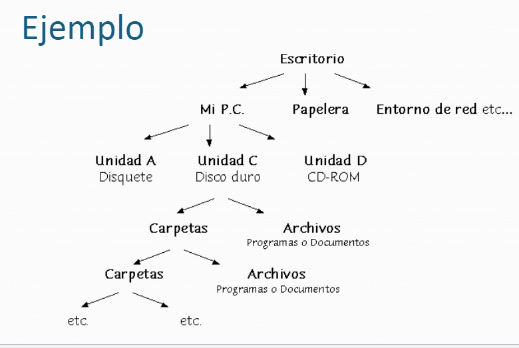 Ejemplo
Escritorio
Mi P.C. Papelera Entorno de red etc...
Unidad A Unidad C Unidad D
Disquete Disco duro CD-ROM
Carpetas Archivos
Programas o Documentos
Carpetas Archivos
Programas o Documentos
etc. etc.